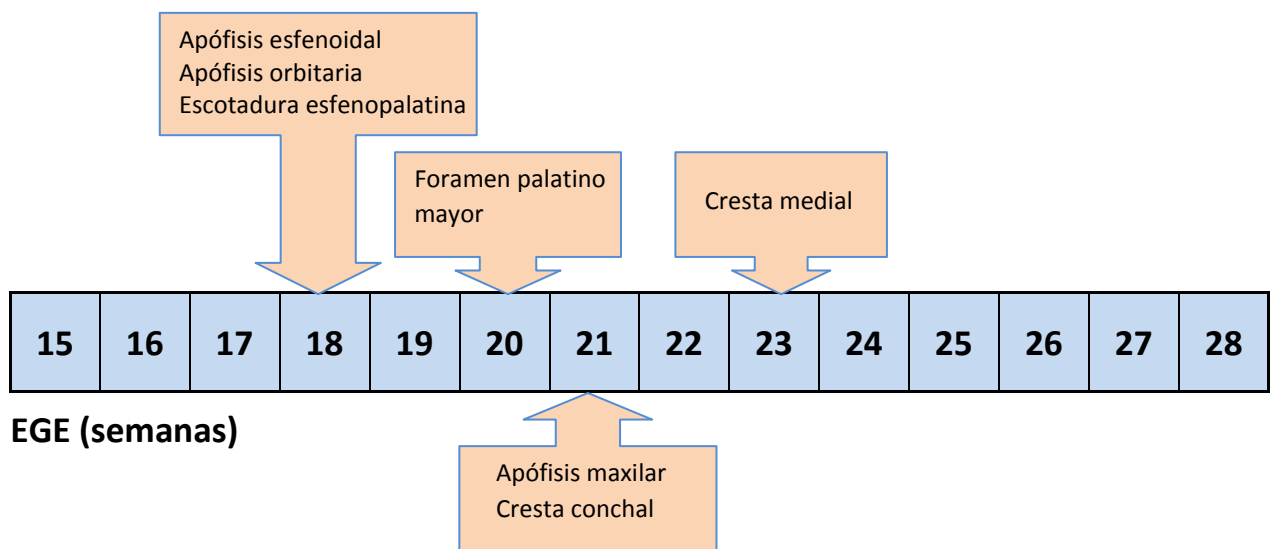 Apófisis esfenoidal
Apófisis orbitaria
Escotadura esfenopalatina
Foramen palatino
mayor
Cresta medial
15 16 17 18 19 20 21 22 23 24 25 26 27 28
EGE (semanas)
Apófisis maxilar
Cresta conchal